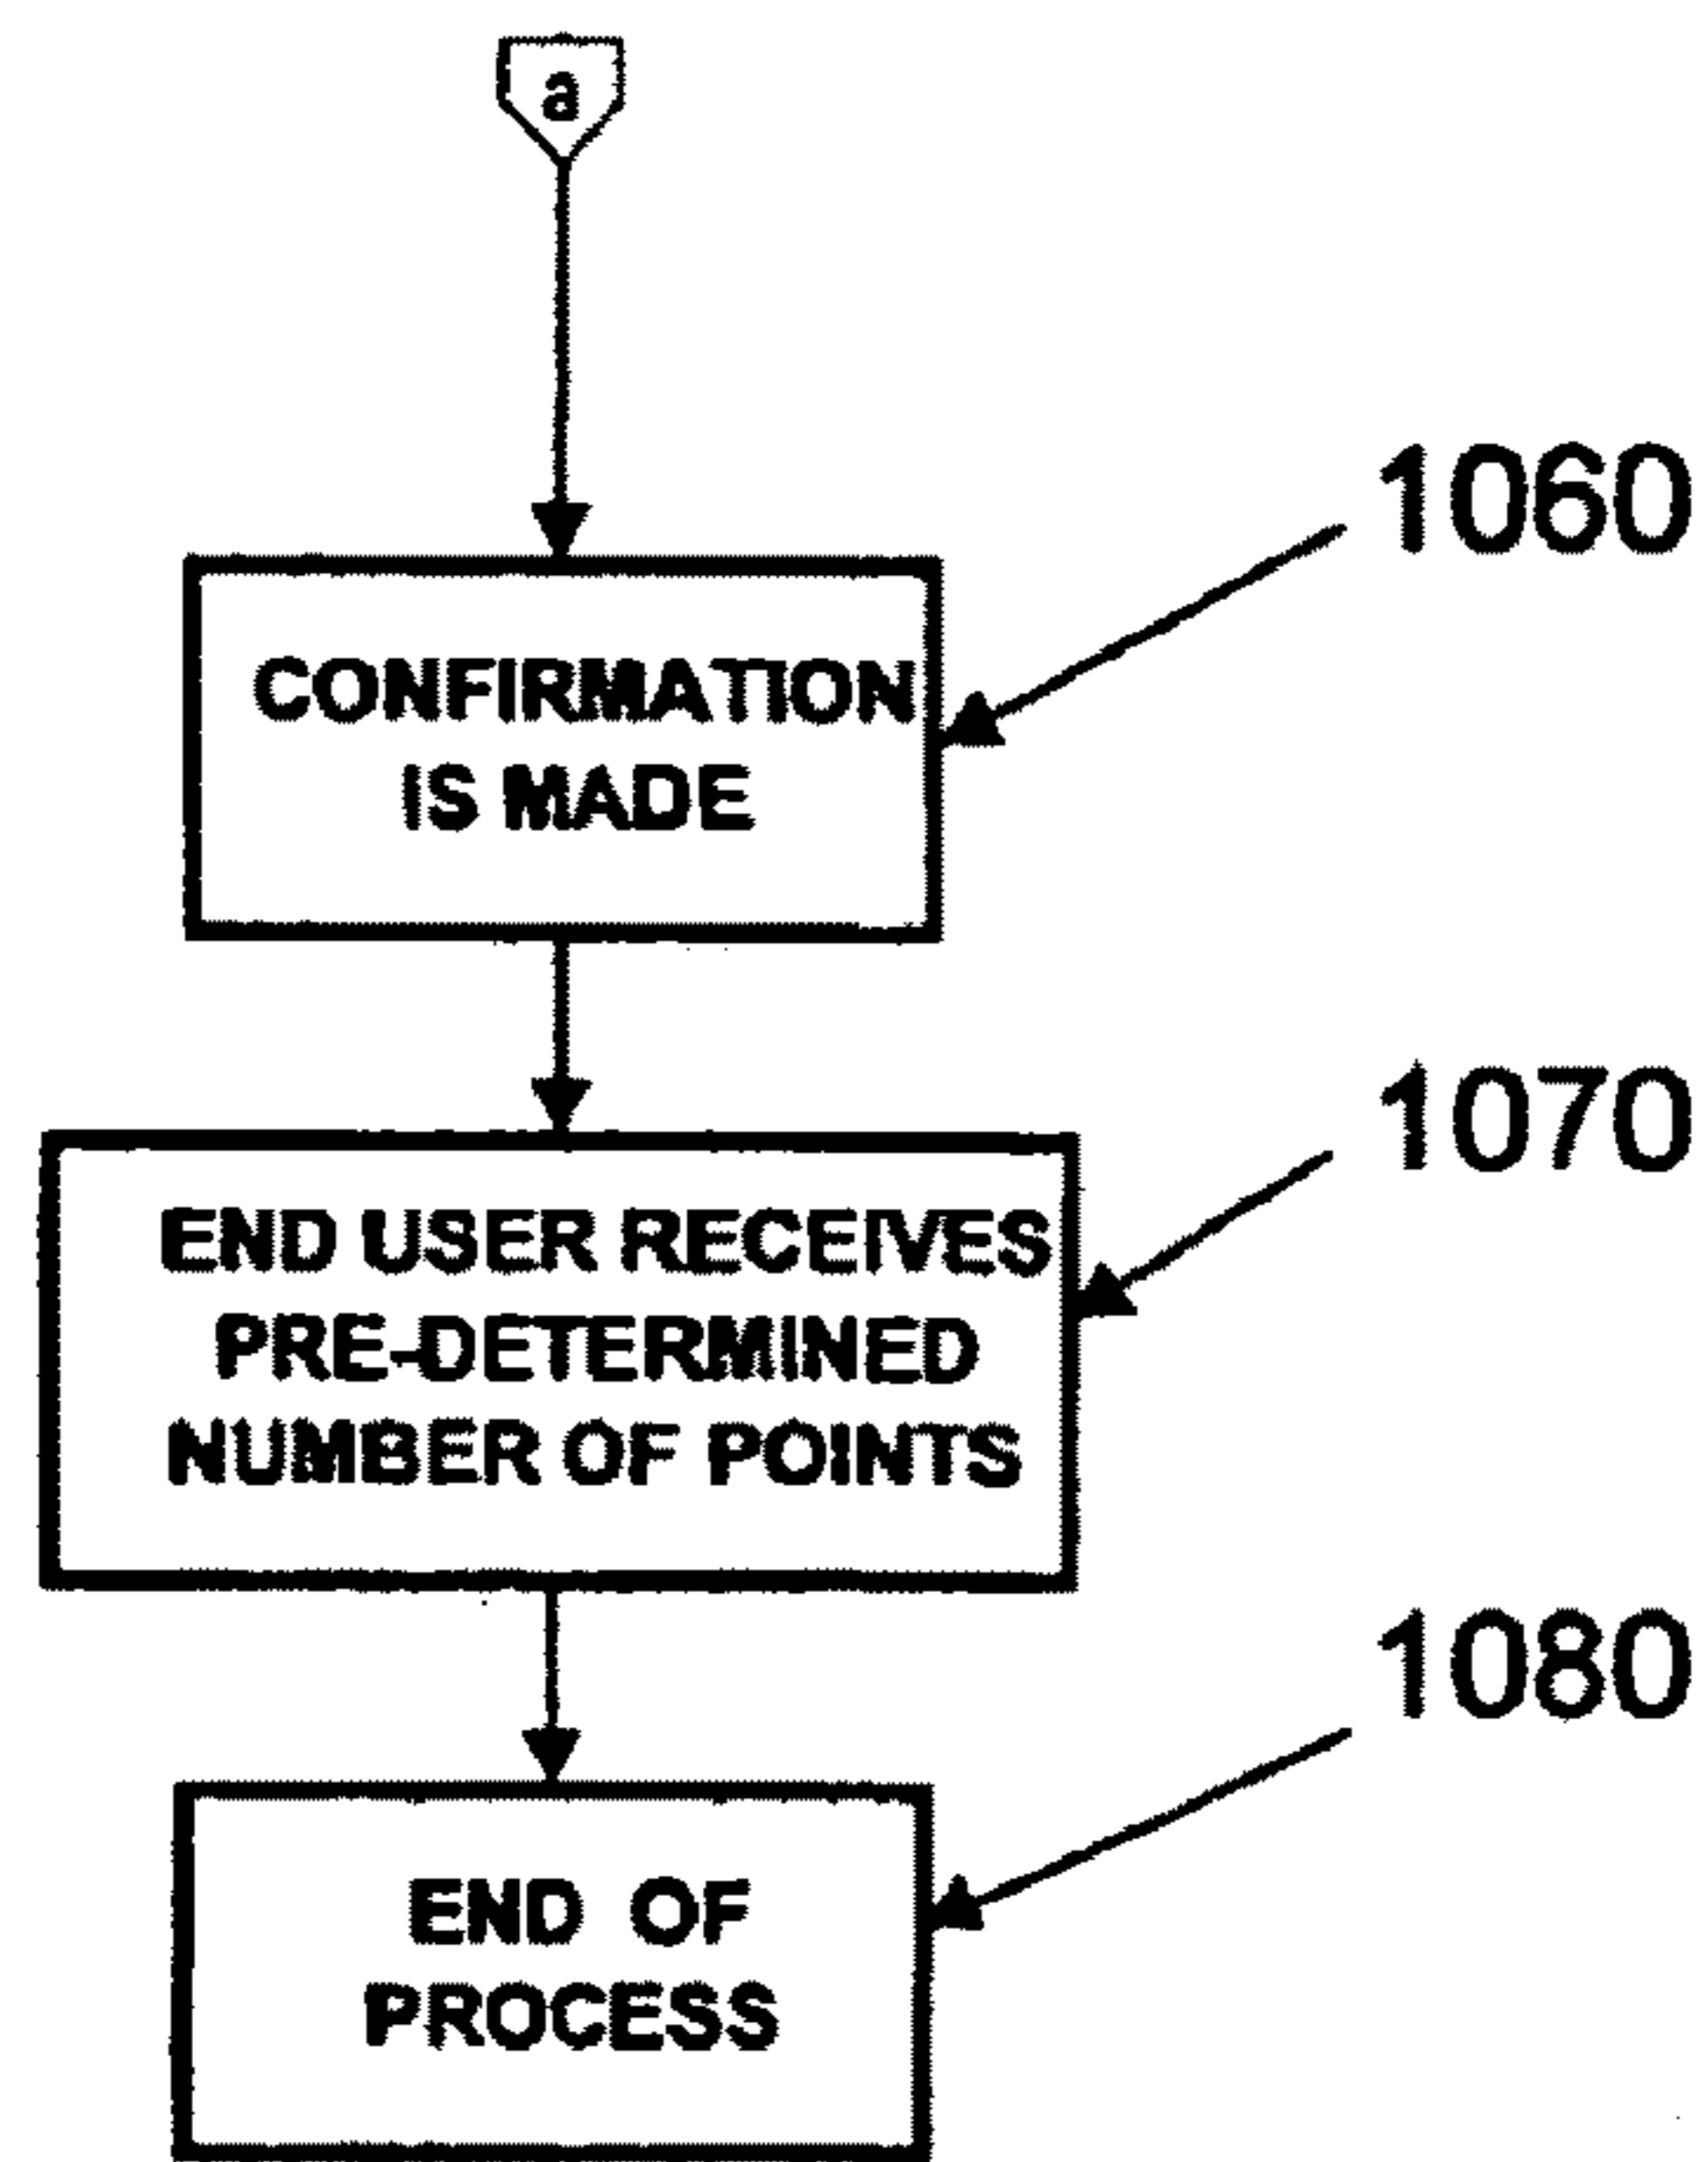 a
1060
CONFIRMATION
IS MADE
1070
END USER RECEIVES
PRE-DETERMINED
NUMBER OF POINTS
1080
END OF
PROCESS